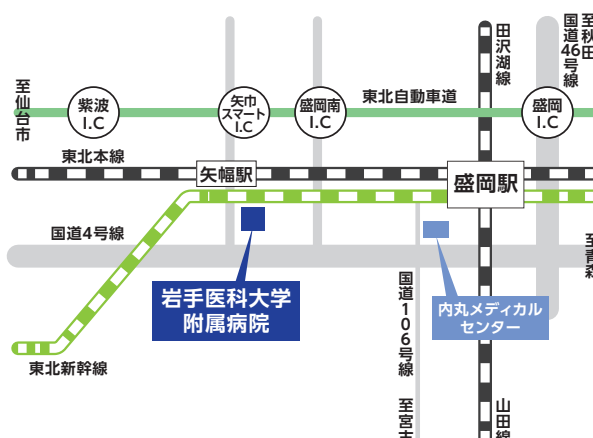 至仙台市
紫波
I.C
矢巾
スマート
I.C
盛岡南
I.C
東北自動車道
田沢湖線
国道46号線
至秋田
盛岡
I.C
東北本線
矢幅駅
盛岡駅
国道4号線
至青森
岩手医科大学
附属病院
内丸メディカル
センター
東北新幹線
国道106号線
至宮古
山田線